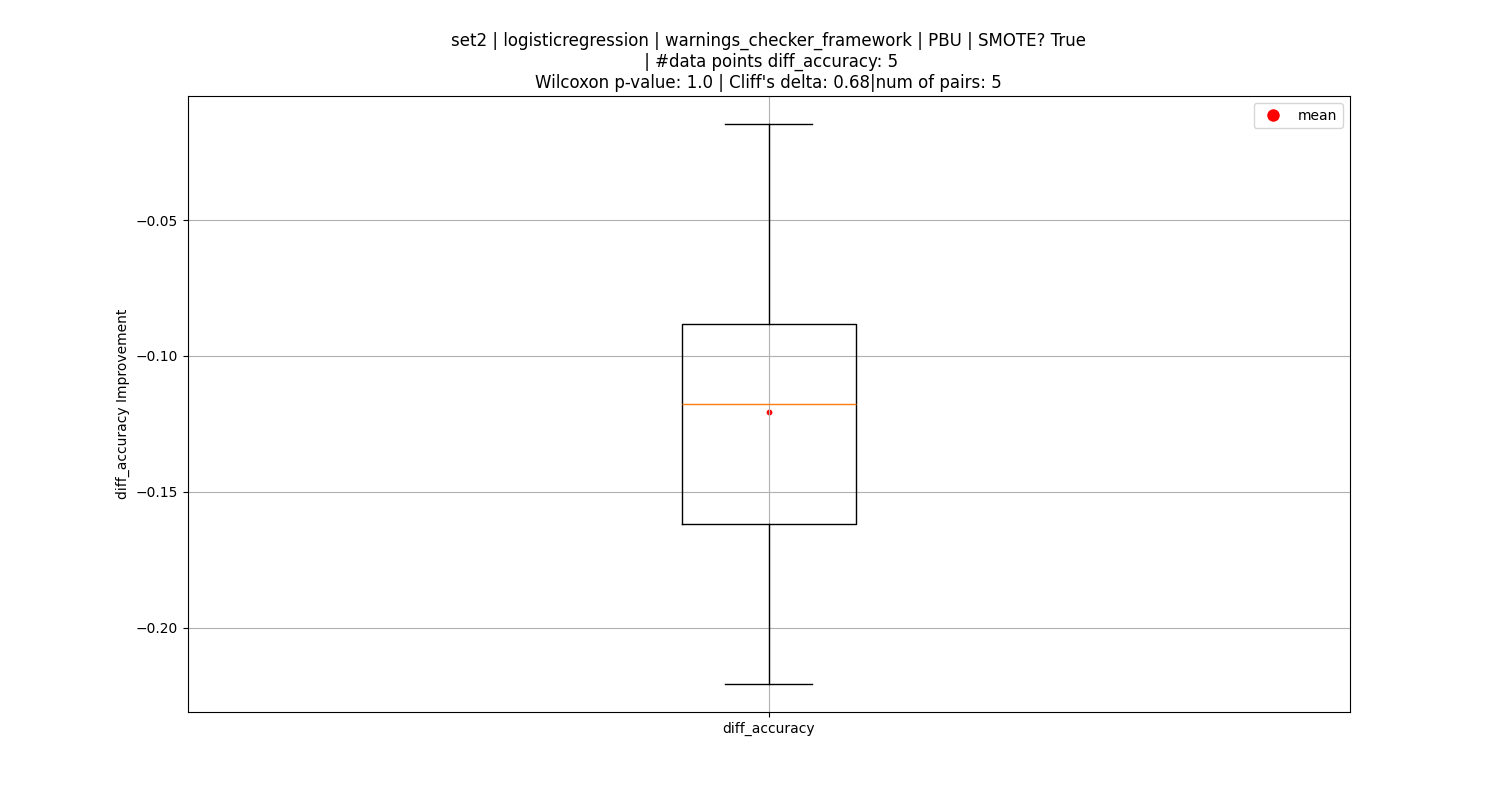 set2 | logisticregression | warnings_checker_framework | PBU | SMOTE? True
| #data points diff_accuracy: 5
Wilcoxon p-value: 1.0 | Cliff's delta: 0.68|num of pairs: 5
mean
−0.05
−0.10
−0.15
−0.20
diff_accuracy Improvement
diff_accuracy